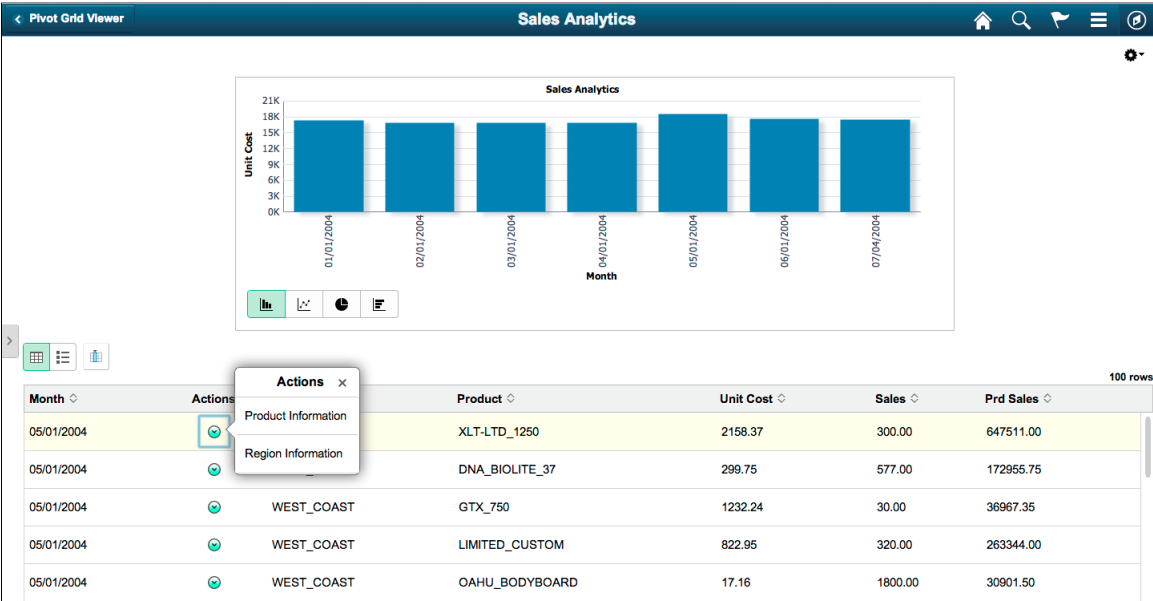 Pivot Grid Viewer
Sales Analytics
Sales Analytics
21K
18K
15K
12K
9K
6K
3K
0K
Unit Cost
01/01/2004
02/01/2004
03/01/2004
04/01/2004
05/01/2004
06/01/2004
07/04/2004
Month
100 rows
Actions ×
Product Information
Region Information
Month Actions Product Unit Cost Sales Prd Sales
05/01/2004 XLT-LTD_1250 2158.37 300.00 647511.00
05/01/2004 DNA_BIOLITE_37 299.75 577.00 172955.75
05/01/2004 WEST_COAST GTX_750 1232.24 30.00 36967.35
05/01/2004 WEST_COAST LIMITED_CUSTOM 822.95 320.00 263344.00
05/01/2004 WEST_COAST OAHU_BODYBOARD 17.16 1800.00 30901.50